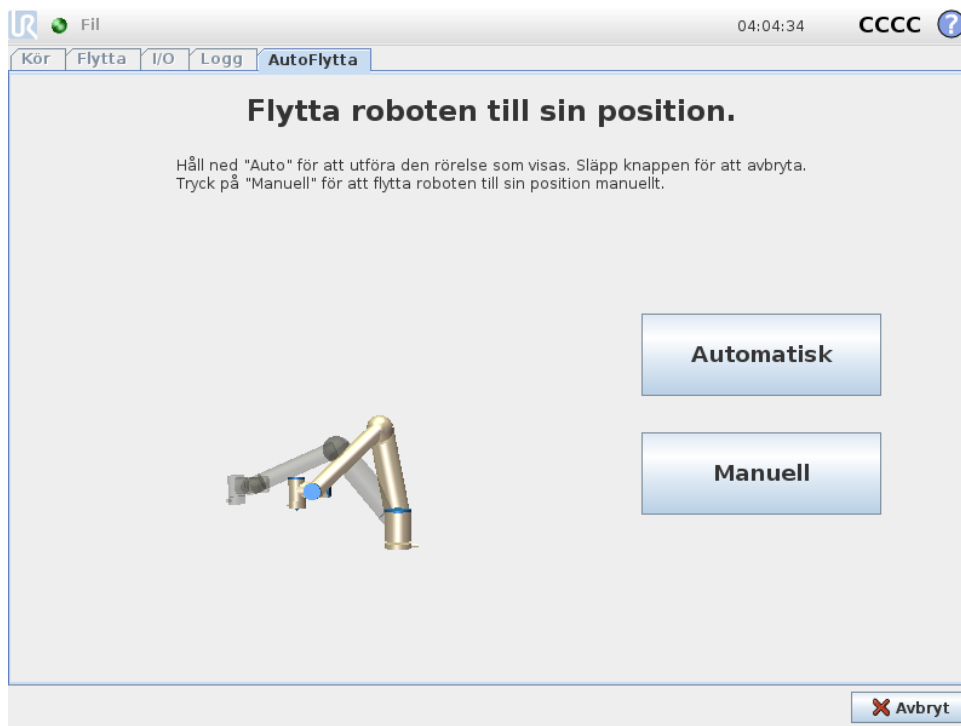 UR Fil 04:04:34 CCCC ?
Kör Flytta I/O Logg AutoFlytta
Flytta roboten till sin position.
Håll ned "Auto" för att utföra den rörelse som visas. Släpp knappen för att avbryta.
Tryck på "Manuell" för att flytta roboten till sin position manuellt.
Automatisk
Manuell
Avbryt